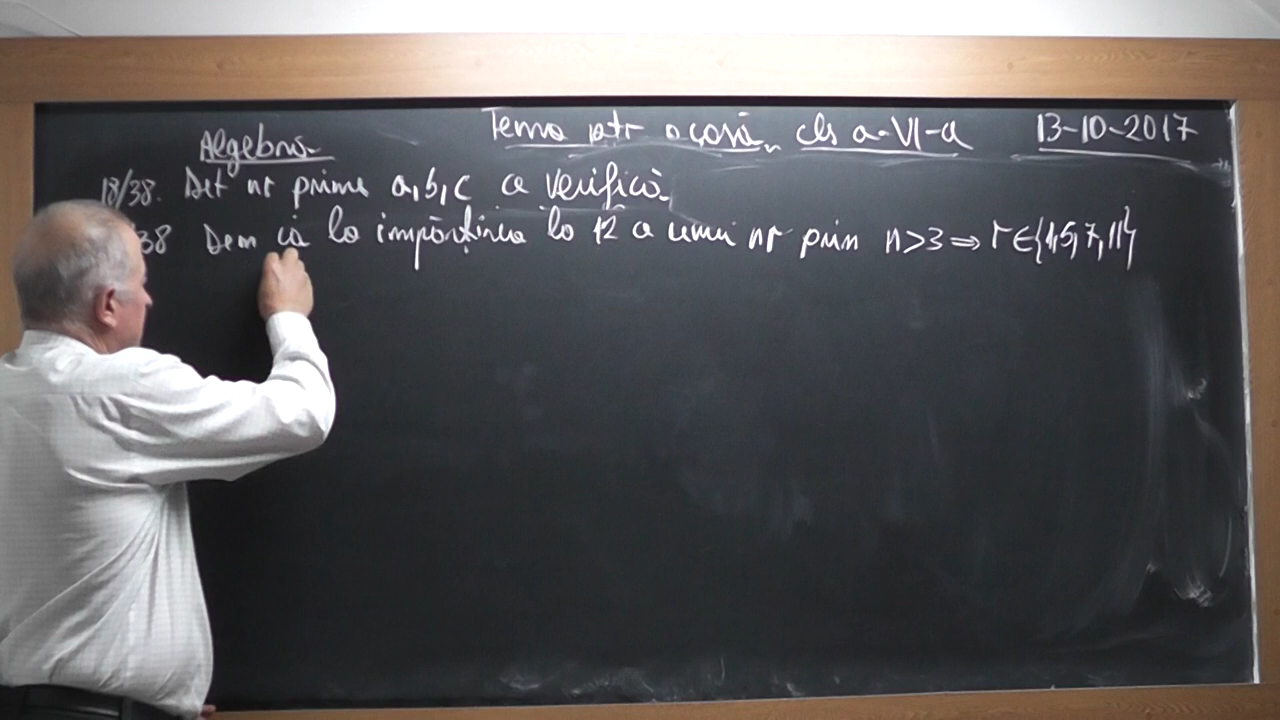 Tema ptr acasă, cls a-VI-a 13-10-2017
Algebra.
18/38. Det nr prime a,b,c ce verifică
38 Dem că la împărțirea la 12 a unui nr prim n>3 ⇒ r∈{1,5,7,11}